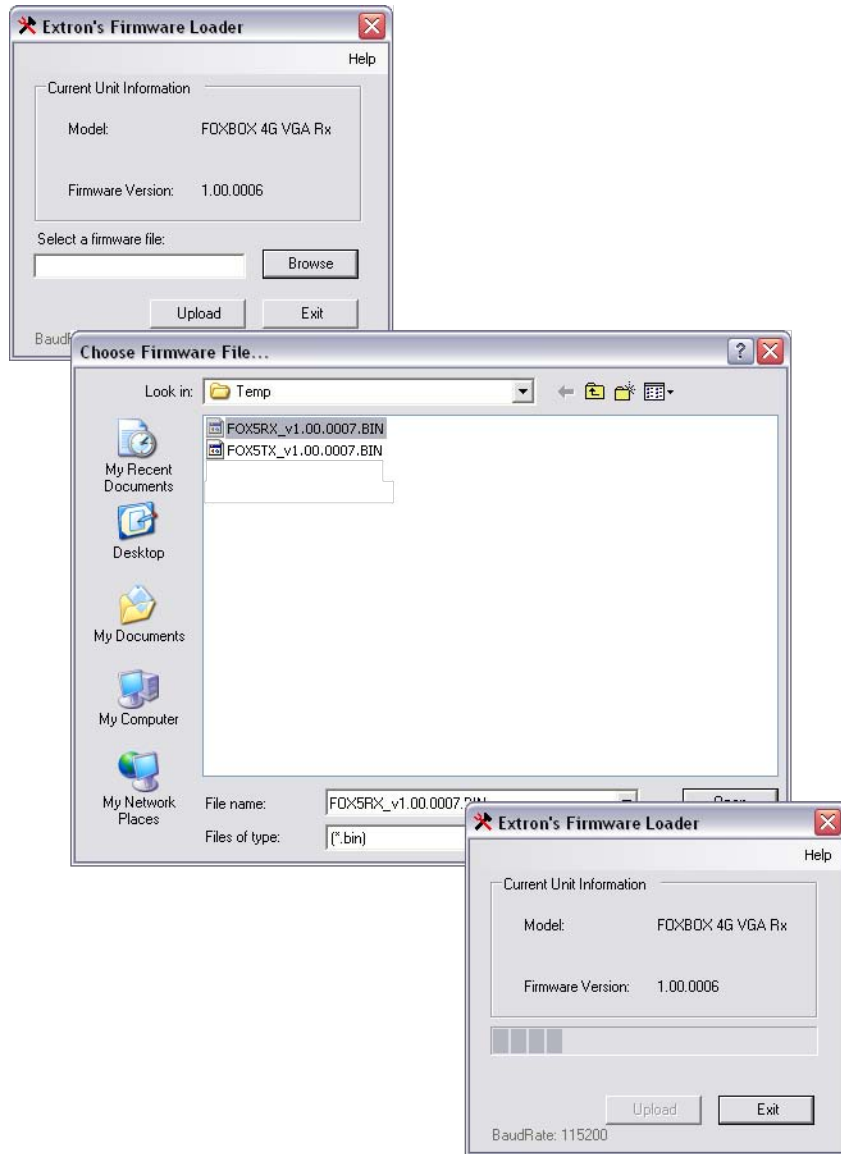 Extron's Firmware Loader
Help
Current Unit Information
Model: FOXBOX 4G VGA Rx
Firmware Version: 1.00.0006
Select a firmware file:
Browse
Upload Exit
Choose Firmware File...
Look in: Temp
FOX5RX_v1.00.0007.BIN
FOX5TX_v1.00.0007.BIN
My Recent
Documents
Desktop
My Documents
My Computer
My Network
Places
File name: FOX5RX_v1.00.0007.BIN
Files of type: (*.bin)
Extron's Firmware Loader
Help
Current Unit Information
Model: FOXBOX 4G VGA Rx
Firmware Version: 1.00.0006
Upload Exit
BaudRate: 115200